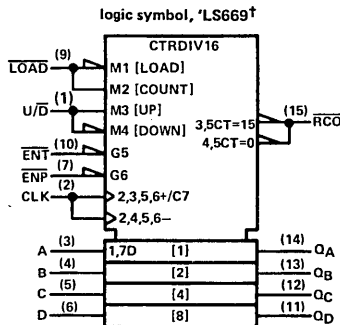 logic symbol, 'LS669†
CTRDIV16
LOAD (9) M1 [LOAD]
M2 [COUNT]
U/D (1) M3 [UP]
M4 [DOWN]
3,5CT=15 (15) RCO
4,5CT=0
ENT (10) G5
ENP (7) G6
CLK (2) 2,3,5,6+/C7
2,4,5,6−
A (3) 1,7D [1] (14) QA
B (4) [2] (13) QB
C (5) [4] (12) QC
D (6) [8] (11) QD